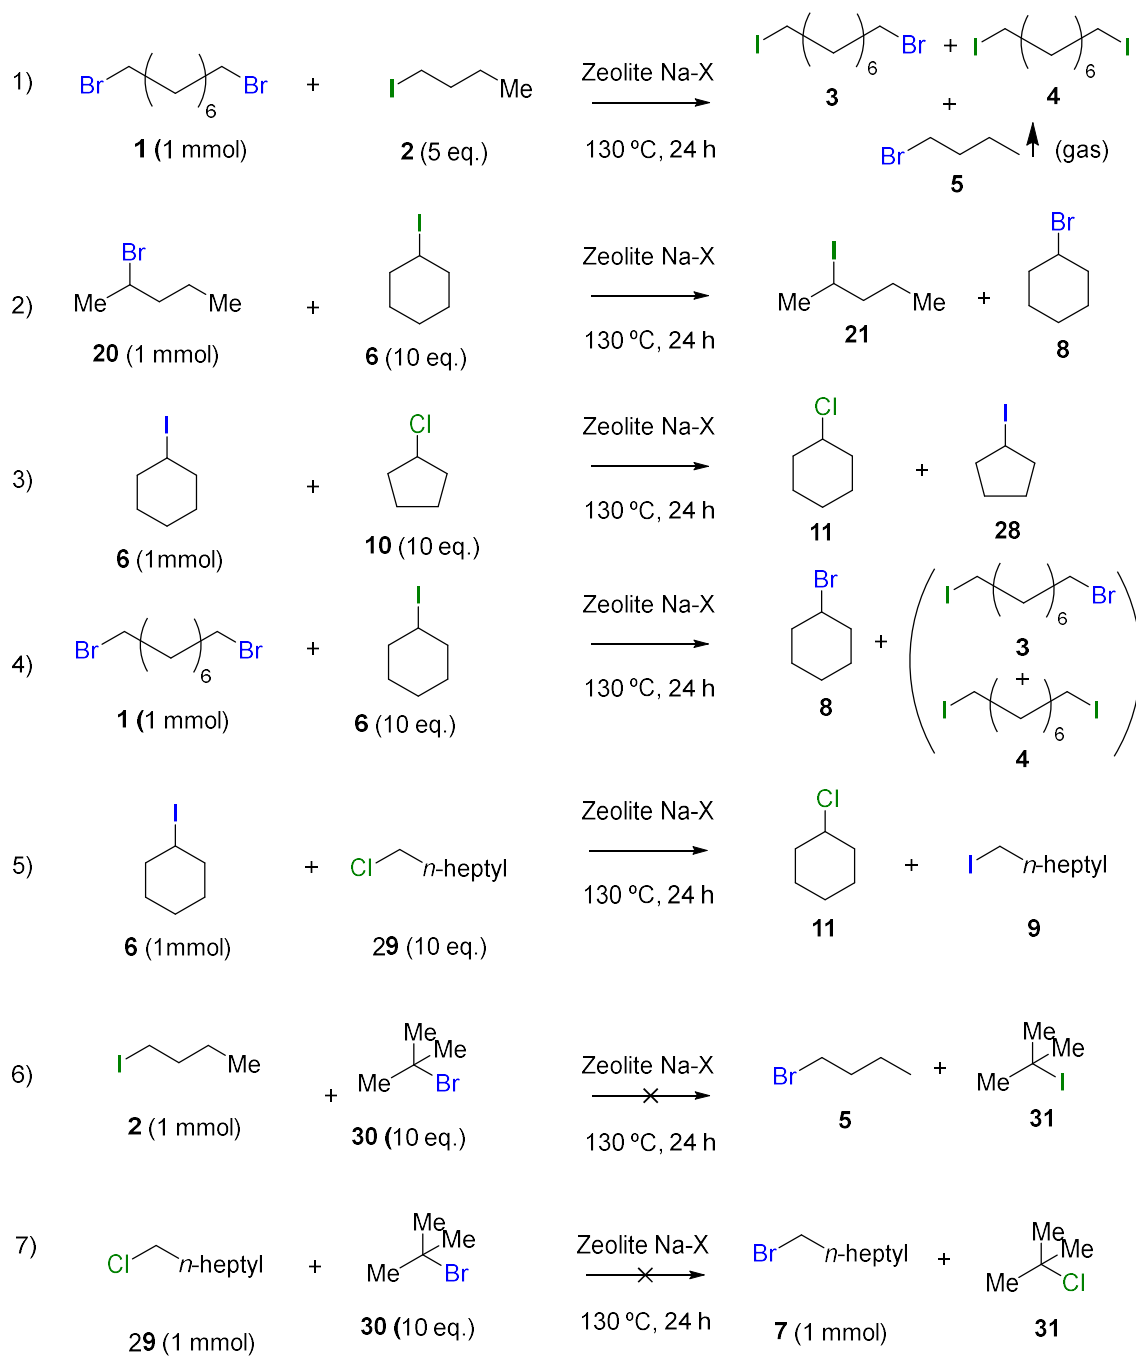 1)
Br
6
Br
1 (1 mmol)
+
I
Me
2 (5 eq.)
Zeolite Na-X
130 ºC, 24 h
I
6
Br
3
+
I
6
I
4
+
Br
(gas)
5
2)
Br
Me
Me
20 (1 mmol)
+
I
6 (10 eq.)
Zeolite Na-X
130 ºC, 24 h
I
Me
Me
21
+
Br
8
3)
I
6 (1mmol)
+
Cl
10 (10 eq.)
Zeolite Na-X
130 ºC, 24 h
Cl
11
+
I
28
4)
Br
6
Br
1 (1 mmol)
+
I
6 (10 eq.)
Zeolite Na-X
130 ºC, 24 h
Br
8
+
I
6
Br
3
+
I
6
I
4
5)
I
6 (1mmol)
+
Cl
n-heptyl
29 (10 eq.)
Zeolite Na-X
130 ºC, 24 h
Cl
11
+
I
n-heptyl
9
6)
I
Me
2 (1 mmol)
+
Me
Me
Me
Br
30 (10 eq.)
Zeolite Na-X
130 ºC, 24 h
Br
5
+
Me
Me
Me
I
31
7)
Cl
n-heptyl
29 (1 mmol)
+
Me
Me
Me
Br
30 (10 eq.)
Zeolite Na-X
130 ºC, 24 h
Br
n-heptyl
7 (1 mmol)
+
Me
Me
Me
Cl
31